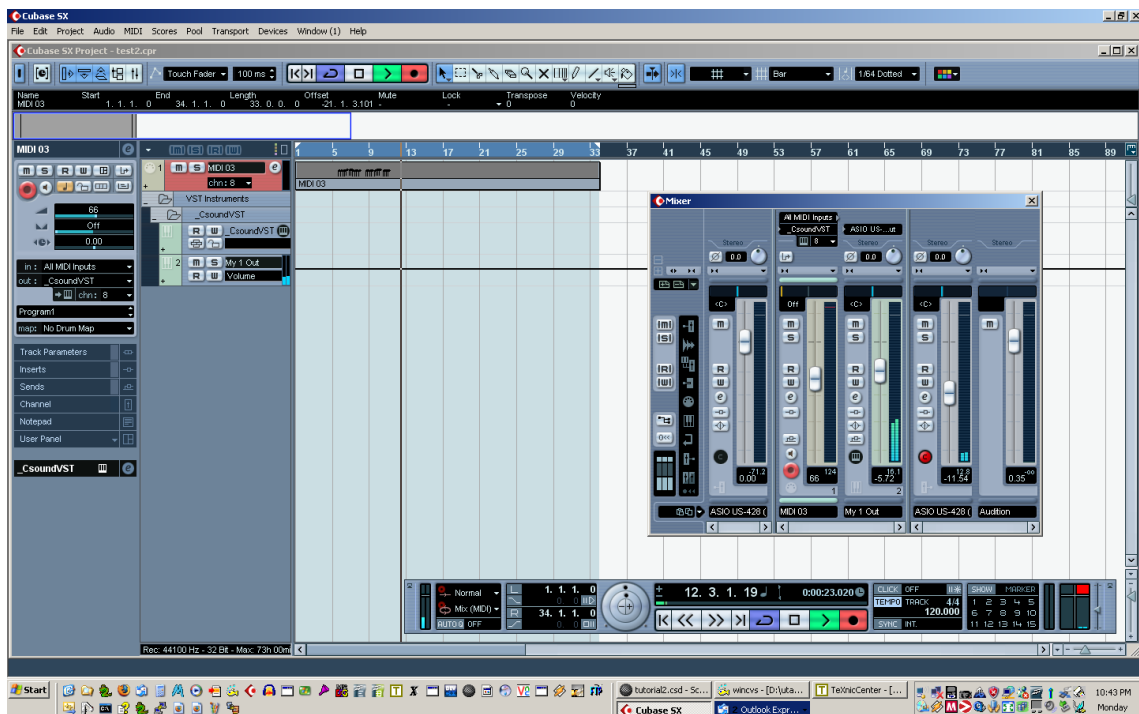 Cubase SX
File Edit Project Audio MIDI Scores Pool Transport Devices Window (1) Help
Cubase SX Project - test2.cpr
Touch Fader 100 ms Bar 1/64 Dotted
Name Start End Length Offset Mute Lock Transpose Velocity
MIDI 03 1. 1. 1. 0 34. 1. 1. 0 33. 0. 0. 0 -21. 1. 3.101 - - 0 0
MIDI 03
1 5 9 13 17 21 25 29 33 37 41 45 49 53 57 61 65 69 73 77 81 85 89
1 m S MIDI 03 e
chn: 8
MIDI 03
VST Instruments
_CsoundVST
R W _CsoundVST
2 m S My 1 Out
R W Volume
m S R W
66
Off
0.00
in : All MIDI Inputs
out : _CsoundVST
chn: 8
Program1
map: No Drum Map
Track Parameters
Inserts
Sends
Channel
Notepad
User Panel
_CsoundVST
Mixer
All MIDI Inputs
_CsoundVST ASIO US-...ut
Stereo 8 Stereo Stereo Stereo
0.0 0.0 0.0
<C> Off <C> <C>
-71.2 124 16.1 12.8 -oo
0.00 66 -5.72 -11.54 0.35
1 2
ASIO US-428 ( MIDI 03 My 1 Out ASIO US-428 ( Audition
Normal L 1. 1. 1. 0 12. 3. 1. 19 0:00:23.020 CLICK OFF SHOW MARKER
Mix (MIDI) R 34. 1. 1. 0 TEMPO TRACK 4/4 1 2 3 4 5
120.000 6 7 8 9 10
AUTO Q OFF SYNC INT. 11 12 13 14 15
Rec: 44100 Hz - 32 Bit - Max: 73h 00mi
Start tutorial2.csd - Sc... wincvs - [D:\uta... TeXnicCenter - [... 10:43 PM
Cubase SX 2 Outlook Expr... Monday